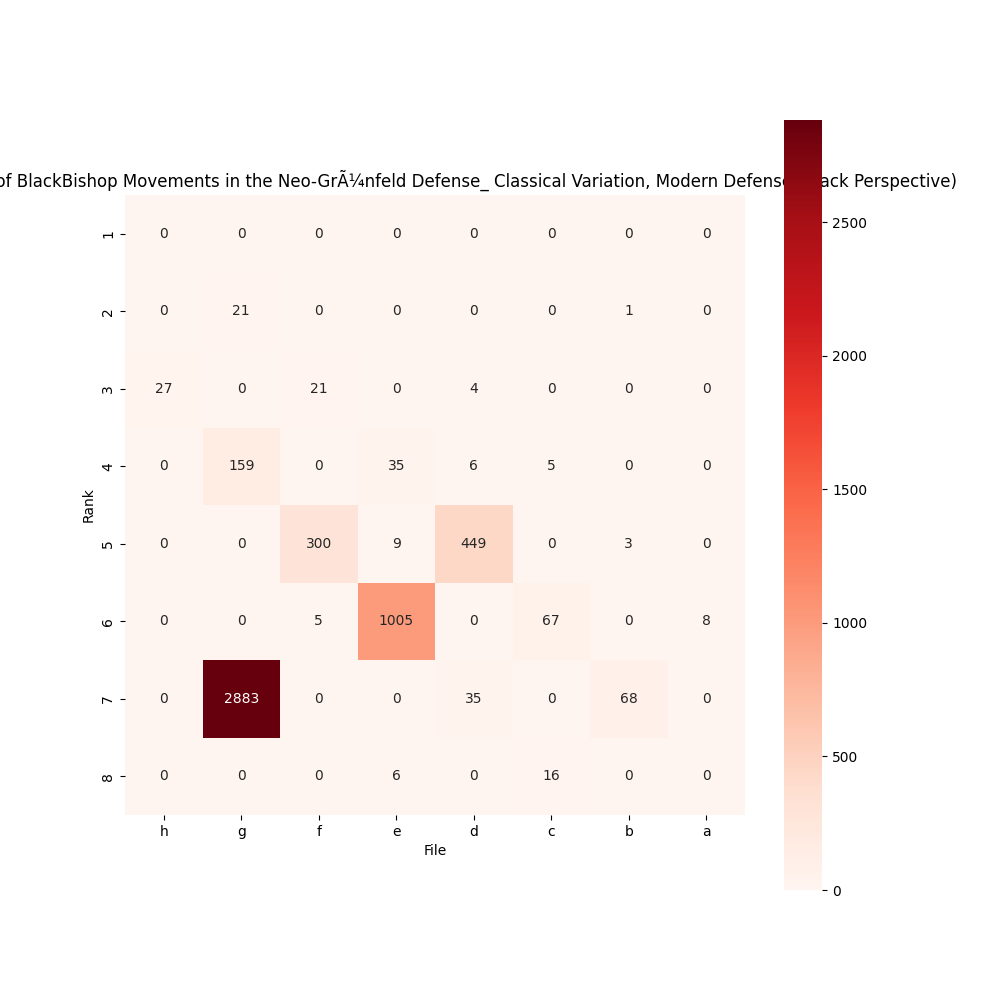 of BlackBishop Movements in the Neo-GrÃ¼nfeld Defense_ Classical Variation, Modern Defense ack Perspective)
1 0 0 0 0 0 0 0 0
2 0 21 0 0 0 0 1 0
3 27 0 21 0 4 0 0 0
4 0 159 0 35 6 5 0 0
5 0 0 300 9 449 0 3 0
6 0 0 5 1005 0 67 0 8
7 0 2883 0 0 35 0 68 0
8 0 0 0 6 0 16 0 0
h g f e d c b a
File
Rank
2500
2000
1500
1000
500
0